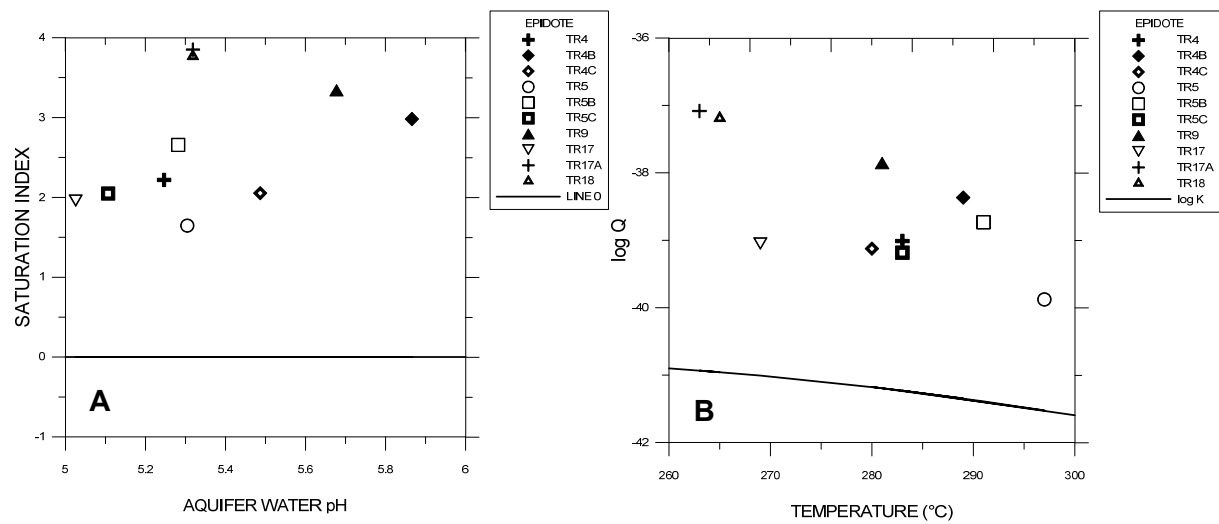 EPIDOTE
TR4
TR4B
TR4C
TR5
TR5B
TR5C
TR9
TR17
TR17A
TR18
LINE 0
4
3
2
1
0
-1
SATURATION INDEX
A
5
5.2
5.4
5.6
5.8
6
AQUIFER WATER pH
EPIDOTE
TR4
TR4B
TR4C
TR5
TR5B
TR5C
TR9
TR17
TR17A
TR18
log K
-36
-38
-40
-42
log Q
B
260
270
280
290
300
TEMPERATURE (°C)